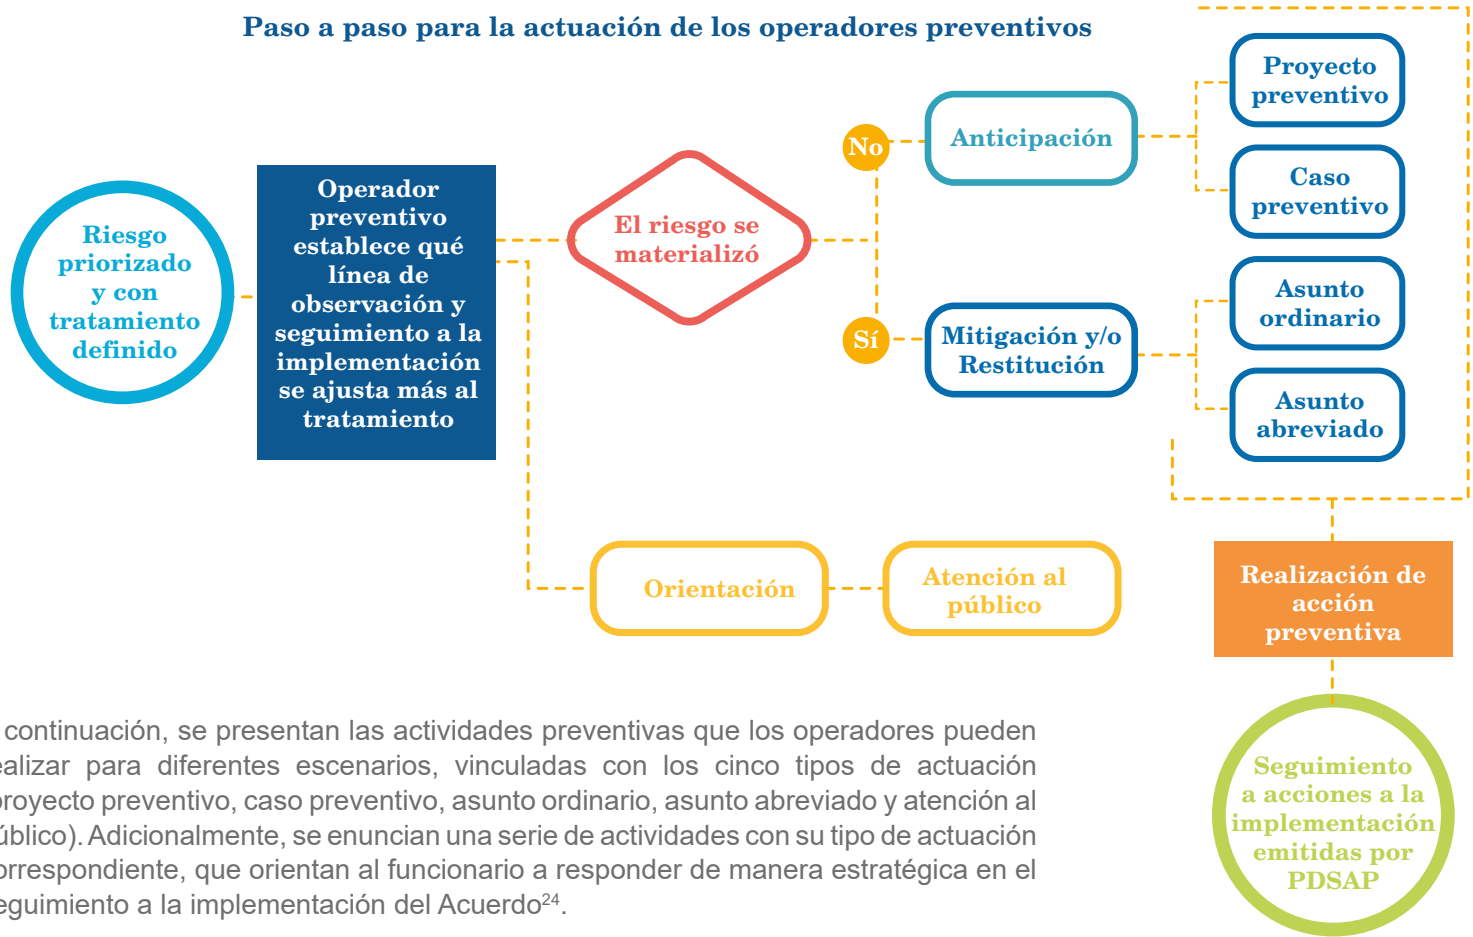 Paso a paso para la actuación de los operadores preventivos
Riesgo
priorizado
y con
tratamiento
definido
Operador
preventivo
establece qué
línea de
observación y
seguimiento a la
implementación
se ajusta más al
tratamiento
El riesgo se
materializó
No
Anticipación
Proyecto
preventivo
Caso
preventivo
Sí
Mitigación y/o
Restitución
Asunto
ordinario
Asunto
abreviado
Orientación
Atención al
público
Realización de
acción
preventiva
Seguimiento
a acciones a la
implementación
emitidas por
PDSAP
continuación, se presentan las actividades preventivas que los operadores pueden
ealizar para diferentes escenarios, vinculadas con los cinco tipos de actuación
proyecto preventivo, caso preventivo, asunto ordinario, asunto abreviado y atención al
úblico). Adicionalmente, se enuncian una serie de actividades con su tipo de actuación
orrespondiente, que orientan al funcionario a responder de manera estratégica en el
eguimiento a la implementación del Acuerdo²⁴.